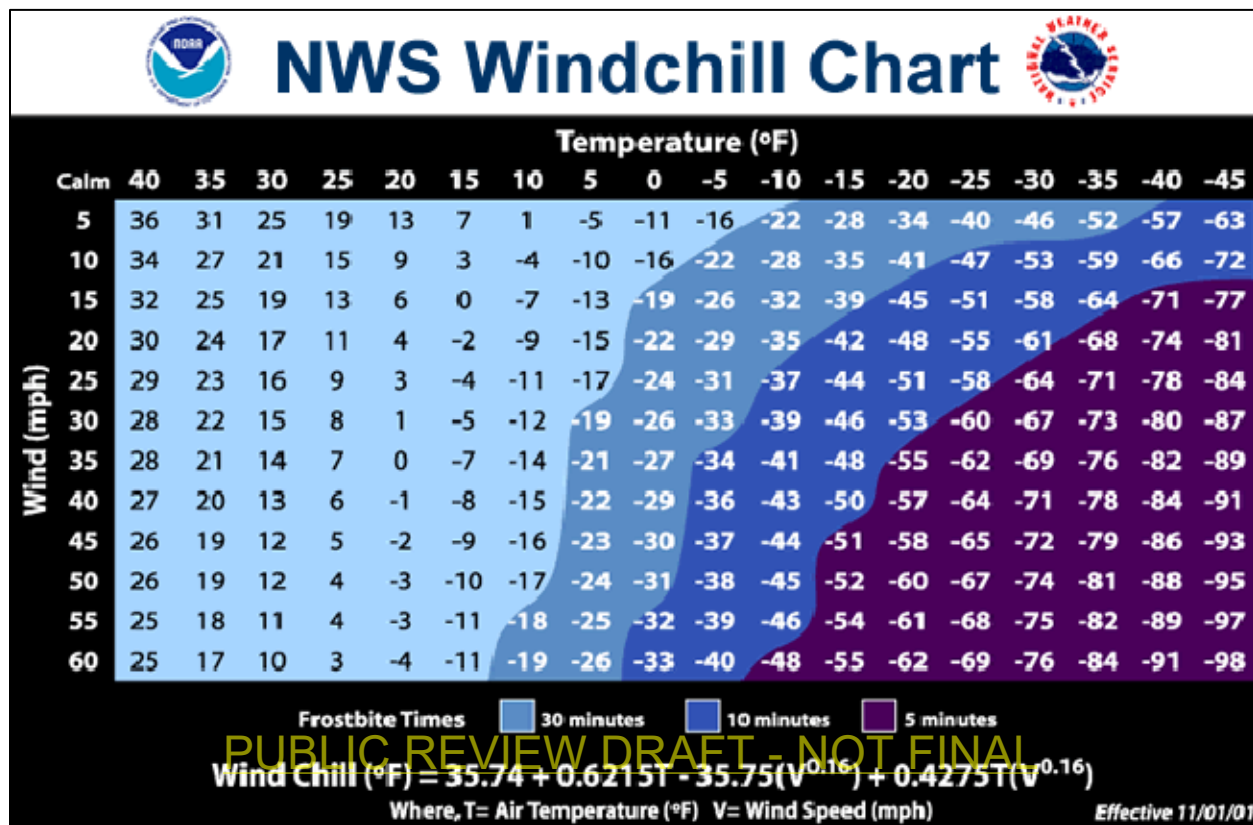 NOAA
NWS Windchill Chart
NATIONAL WEATHER SERVICE
Temperature (ºF)
Calm 40 35 30 25 20 15 10 5 0 -5 -10 -15 -20 -25 -30 -35 -40 -45
5 36 31 25 19 13 7 1 -5 -11 -16 -22 -28 -34 -40 -46 -52 -57 -63
10 34 27 21 15 9 3 -4 -10 -16 -22 -28 -35 -41 -47 -53 -59 -66 -72
15 32 25 19 13 6 0 -7 -13 -19 -26 -32 -39 -45 -51 -58 -64 -71 -77
20 30 24 17 11 4 -2 -9 -15 -22 -29 -35 -42 -48 -55 -61 -68 -74 -81
25 29 23 16 9 3 -4 -11 -17 -24 -31 -37 -44 -51 -58 -64 -71 -78 -84
30 28 22 15 8 1 -5 -12 -19 -26 -33 -39 -46 -53 -60 -67 -73 -80 -87
35 28 21 14 7 0 -7 -14 -21 -27 -34 -41 -48 -55 -62 -69 -76 -82 -89
40 27 20 13 6 -1 -8 -15 -22 -29 -36 -43 -50 -57 -64 -71 -78 -84 -91
45 26 19 12 5 -2 -9 -16 -23 -30 -37 -44 -51 -58 -65 -72 -79 -86 -93
50 26 19 12 4 -3 -10 -17 -24 -31 -38 -45 -52 -60 -67 -74 -81 -88 -95
55 25 18 11 4 -3 -11 -18 -25 -32 -39 -46 -54 -61 -68 -75 -82 -89 -97
60 25 17 10 3 -4 -11 -19 -26 -33 -40 -48 -55 -62 -69 -76 -84 -91 -98
Wind (mph)
Frostbite Times 30 minutes 10 minutes 5 minutes
PUBLIC REVIEW DRAFT - NOT FINAL
Wind Chill (ºF) = 35.74 + 0.6215T - 35.75(V^0.16) + 0.4275T(V^0.16)
Where, T= Air Temperature (ºF) V= Wind Speed (mph) Effective 11/01/01